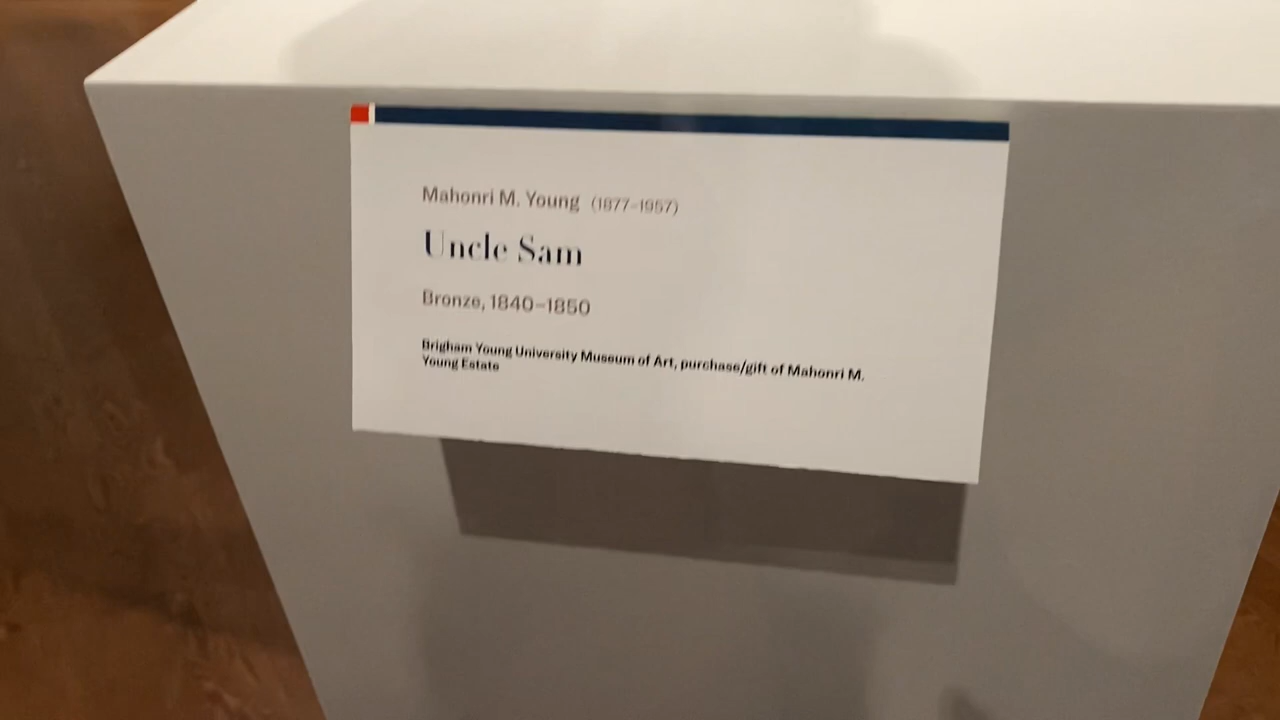 Mahonri M. Young (1877–1957)
Uncle Sam
Bronze, 1840–1850
Brigham Young University Museum of Art, purchase/gift of Mahonri M.
Young Estate